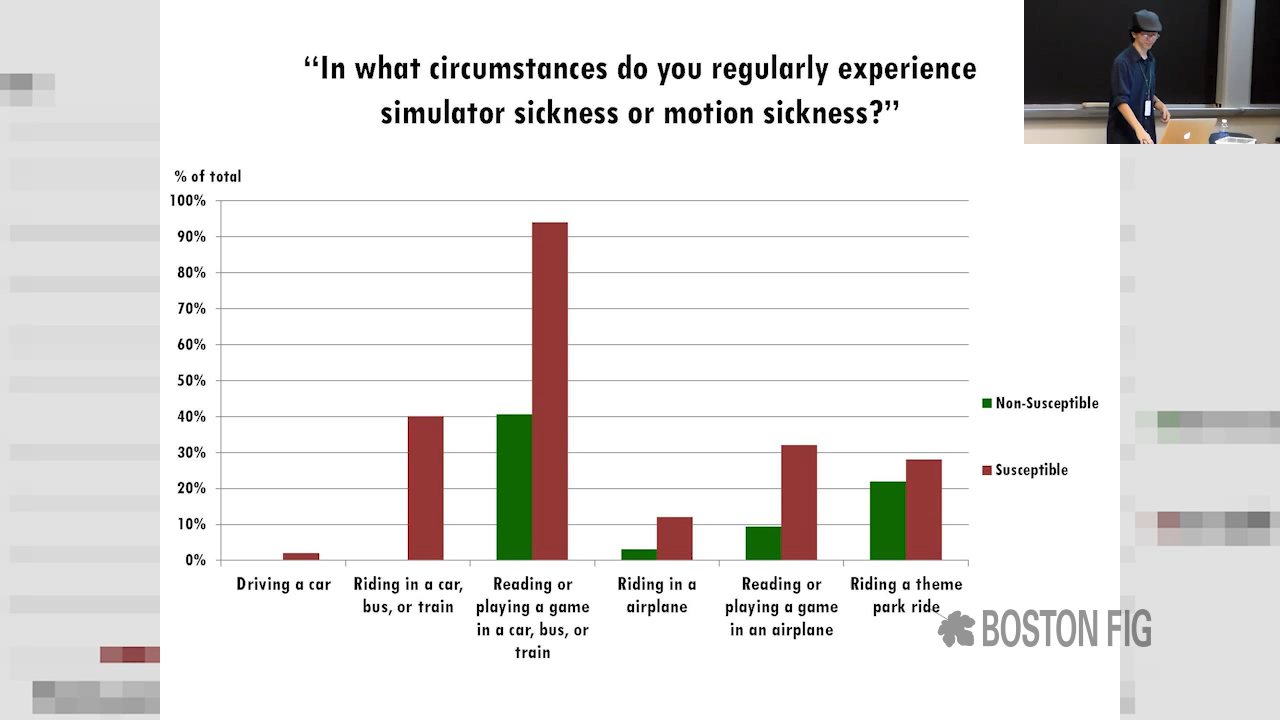 “In what circumstances do you regularly experience
simulator sickness or motion sickness?”
% of total
100%
90%
80%
70%
60%
50%
40%
30%
20%
10%
0%
Driving a car
Riding in a car,
bus, or train
Reading or
playing a game
in a car, bus, or
train
Riding in a
airplane
Reading or
playing a game
in an airplane
Riding a theme
park ride
Non-Susceptible
Susceptible
BOSTON FIG